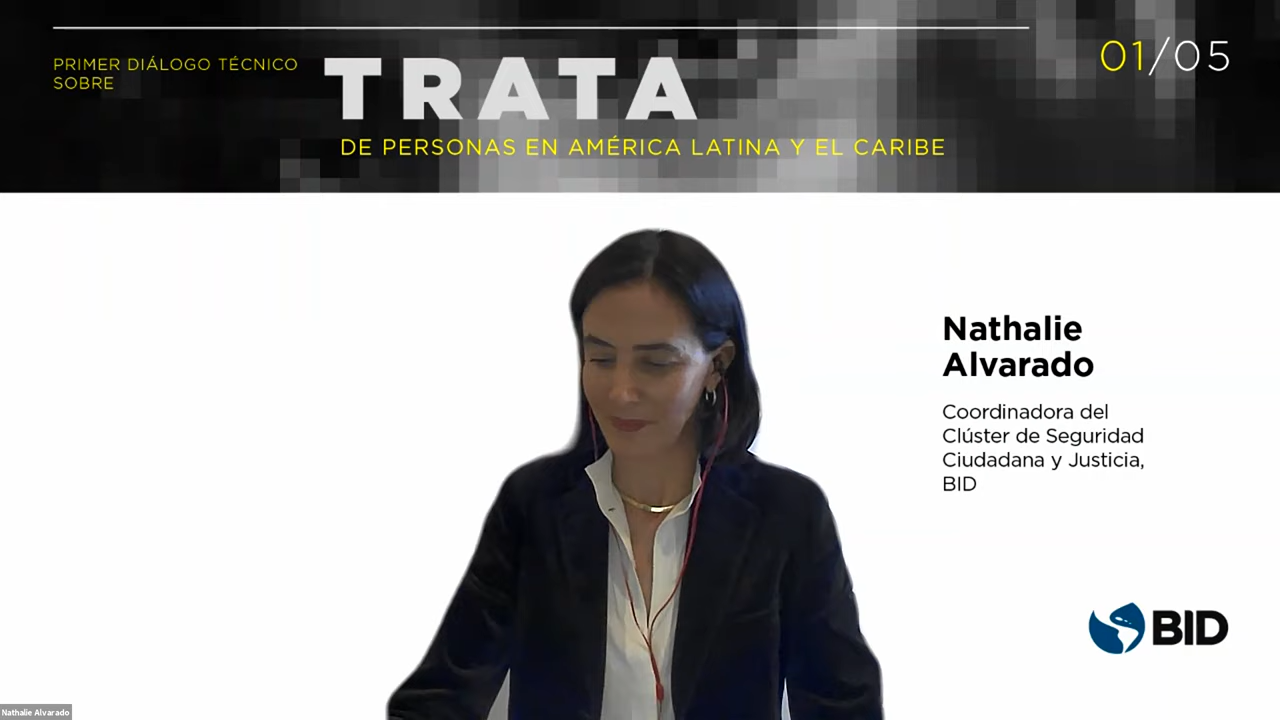 PRIMER DIÁLOGO TÉCNICO
SOBRE
TRATA
DE PERSONAS EN AMÉRICA LATINA Y EL CARIBE
01/05
Nathalie
Alvarado
Coordinadora del
Clúster de Seguridad
Ciudadana y Justicia,
BID
BID
Nathalie Alvarado